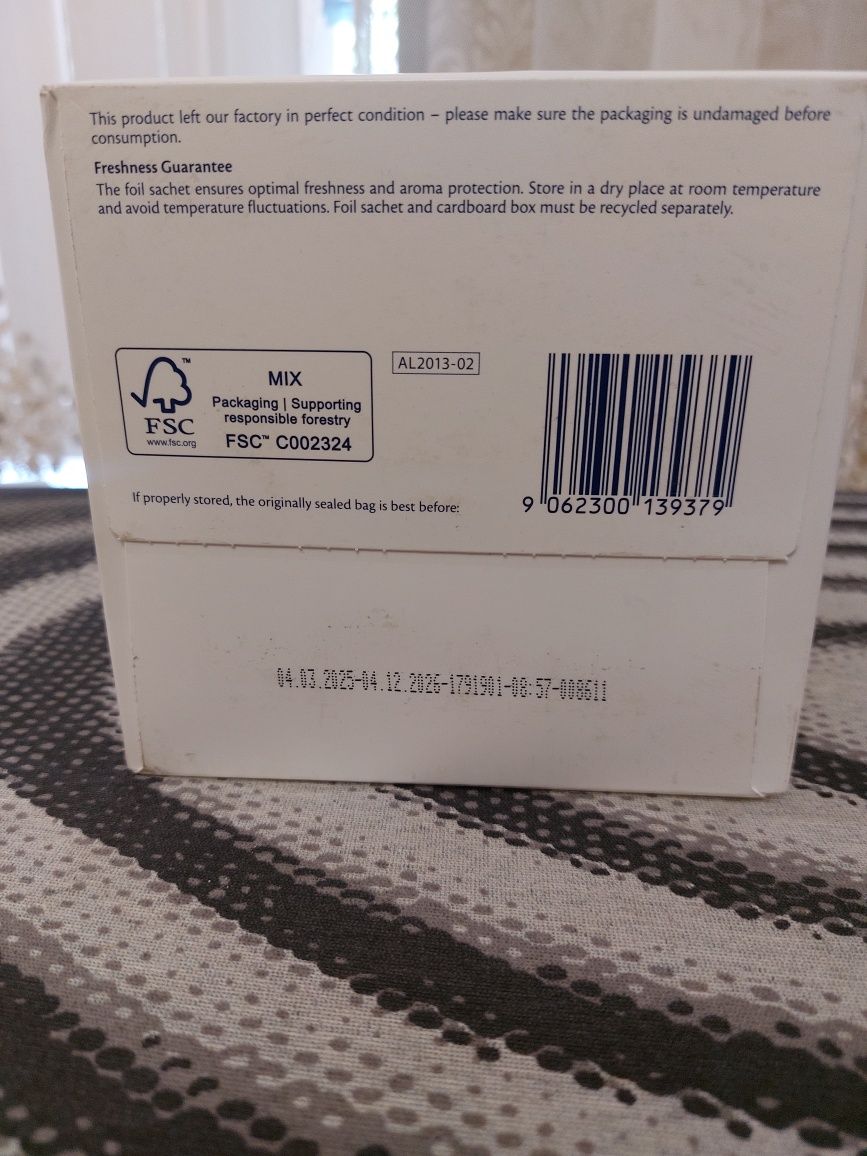 This product left our factory in perfect condition – please make sure the packaging is undamaged before
consumption.
Freshness Guarantee
The foil sachet ensures optimal freshness and aroma protection. Store in a dry place at room temperature
and avoid temperature fluctuations. Foil sachet and cardboard box must be recycled separately.
TM
FSC
www.fsc.org
MIX
Packaging | Supporting
responsible forestry
FSC™ C002324
AL2013-02
9 062300 139379
If properly stored, the originally sealed bag is best before:
04.03.2025-04.12.2026-1791901-08:57-008611